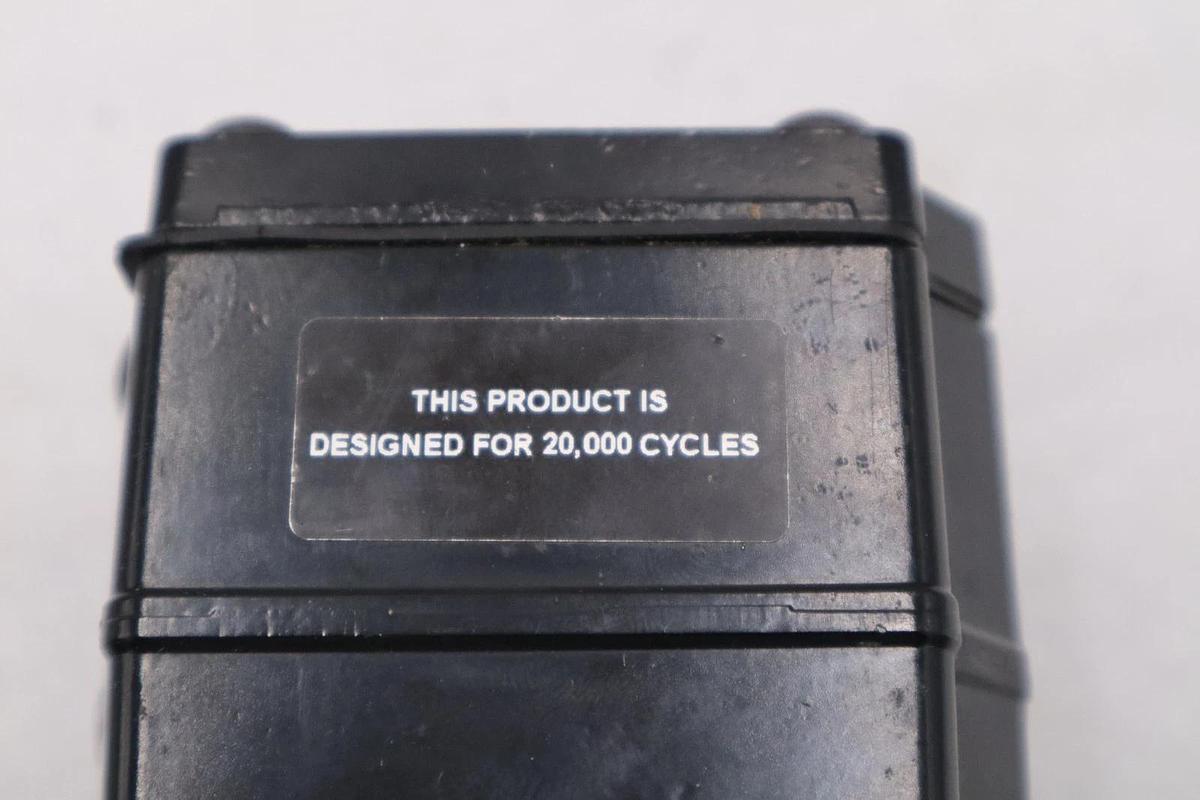 THIS PRODUCT IS
DESIGNED FOR 20,000 CYCLES